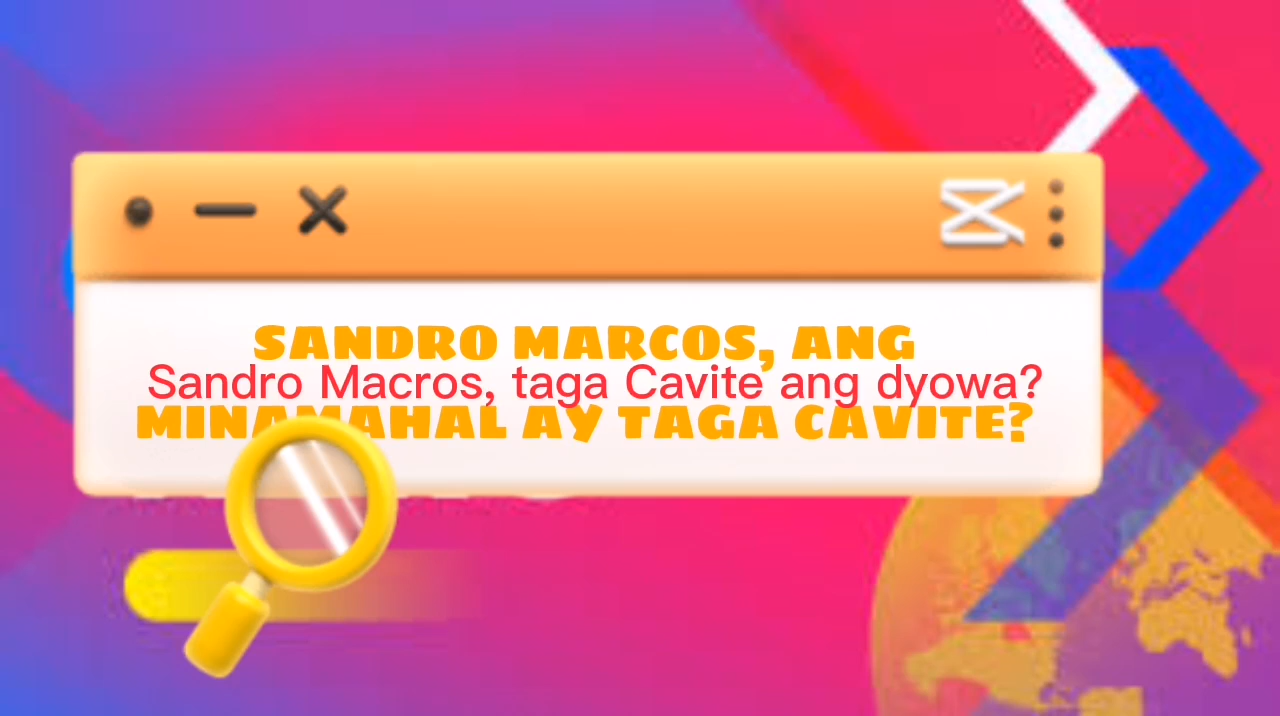 SANDRO MARCOS, ANG
Sandro Macros, taga Cavite ang dyowa?
MINAMAHAL AY TAGA CAVITE?